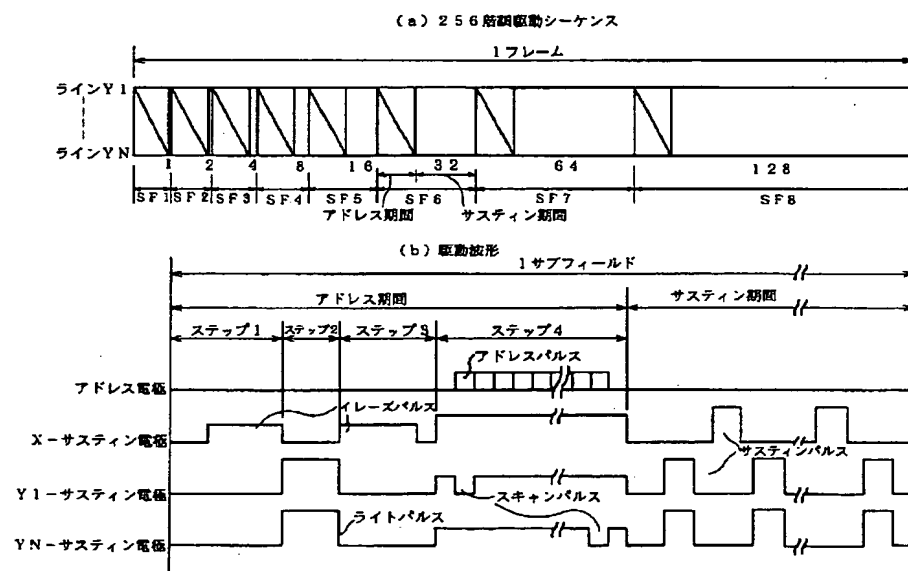 (a) 256階調駆動シーケンス
1フレーム
ラインY1
ラインYN
1 2 4 8 16 32 64 128
SF1 SF2 SF3 SF4 SF5 SF6 SF7 SF8
アドレス期間 サスティン期間
(b) 駆動波形
1サブフィールド
アドレス期間 サスティン期間
ステップ1 ステップ2 ステップ3 ステップ4
アドレスパルス
アドレス電極
イレーズパルス
X-サスティン電極
サスティンパルス
Y1-サスティン電極
スキャンパルス
ライトパルス
YN-サスティン電極